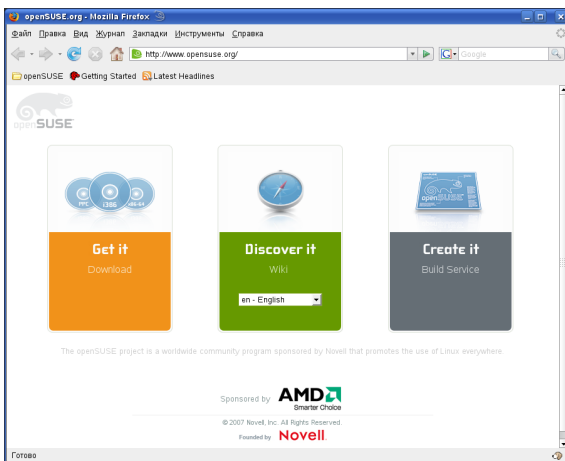 openSUSE.org - Mozilla Firefox
Файл Правка Вид Журнал Закладки Инструменты Справка
http://www.opensuse.org/
G Google
openSUSE Getting Started Latest Headlines
openSUSE
PPC i386 x86-64
openSUSE
Get it Discover it Create it
Download Wiki Build Service
en - English
The openSUSE project is a worldwide community program sponsored by Novell that promotes the use of Linux everywhere.
Sponsored by AMD
Smarter Choice
© 2007 Novell, Inc. All Rights Reserved.
Founded by Novell
Готово